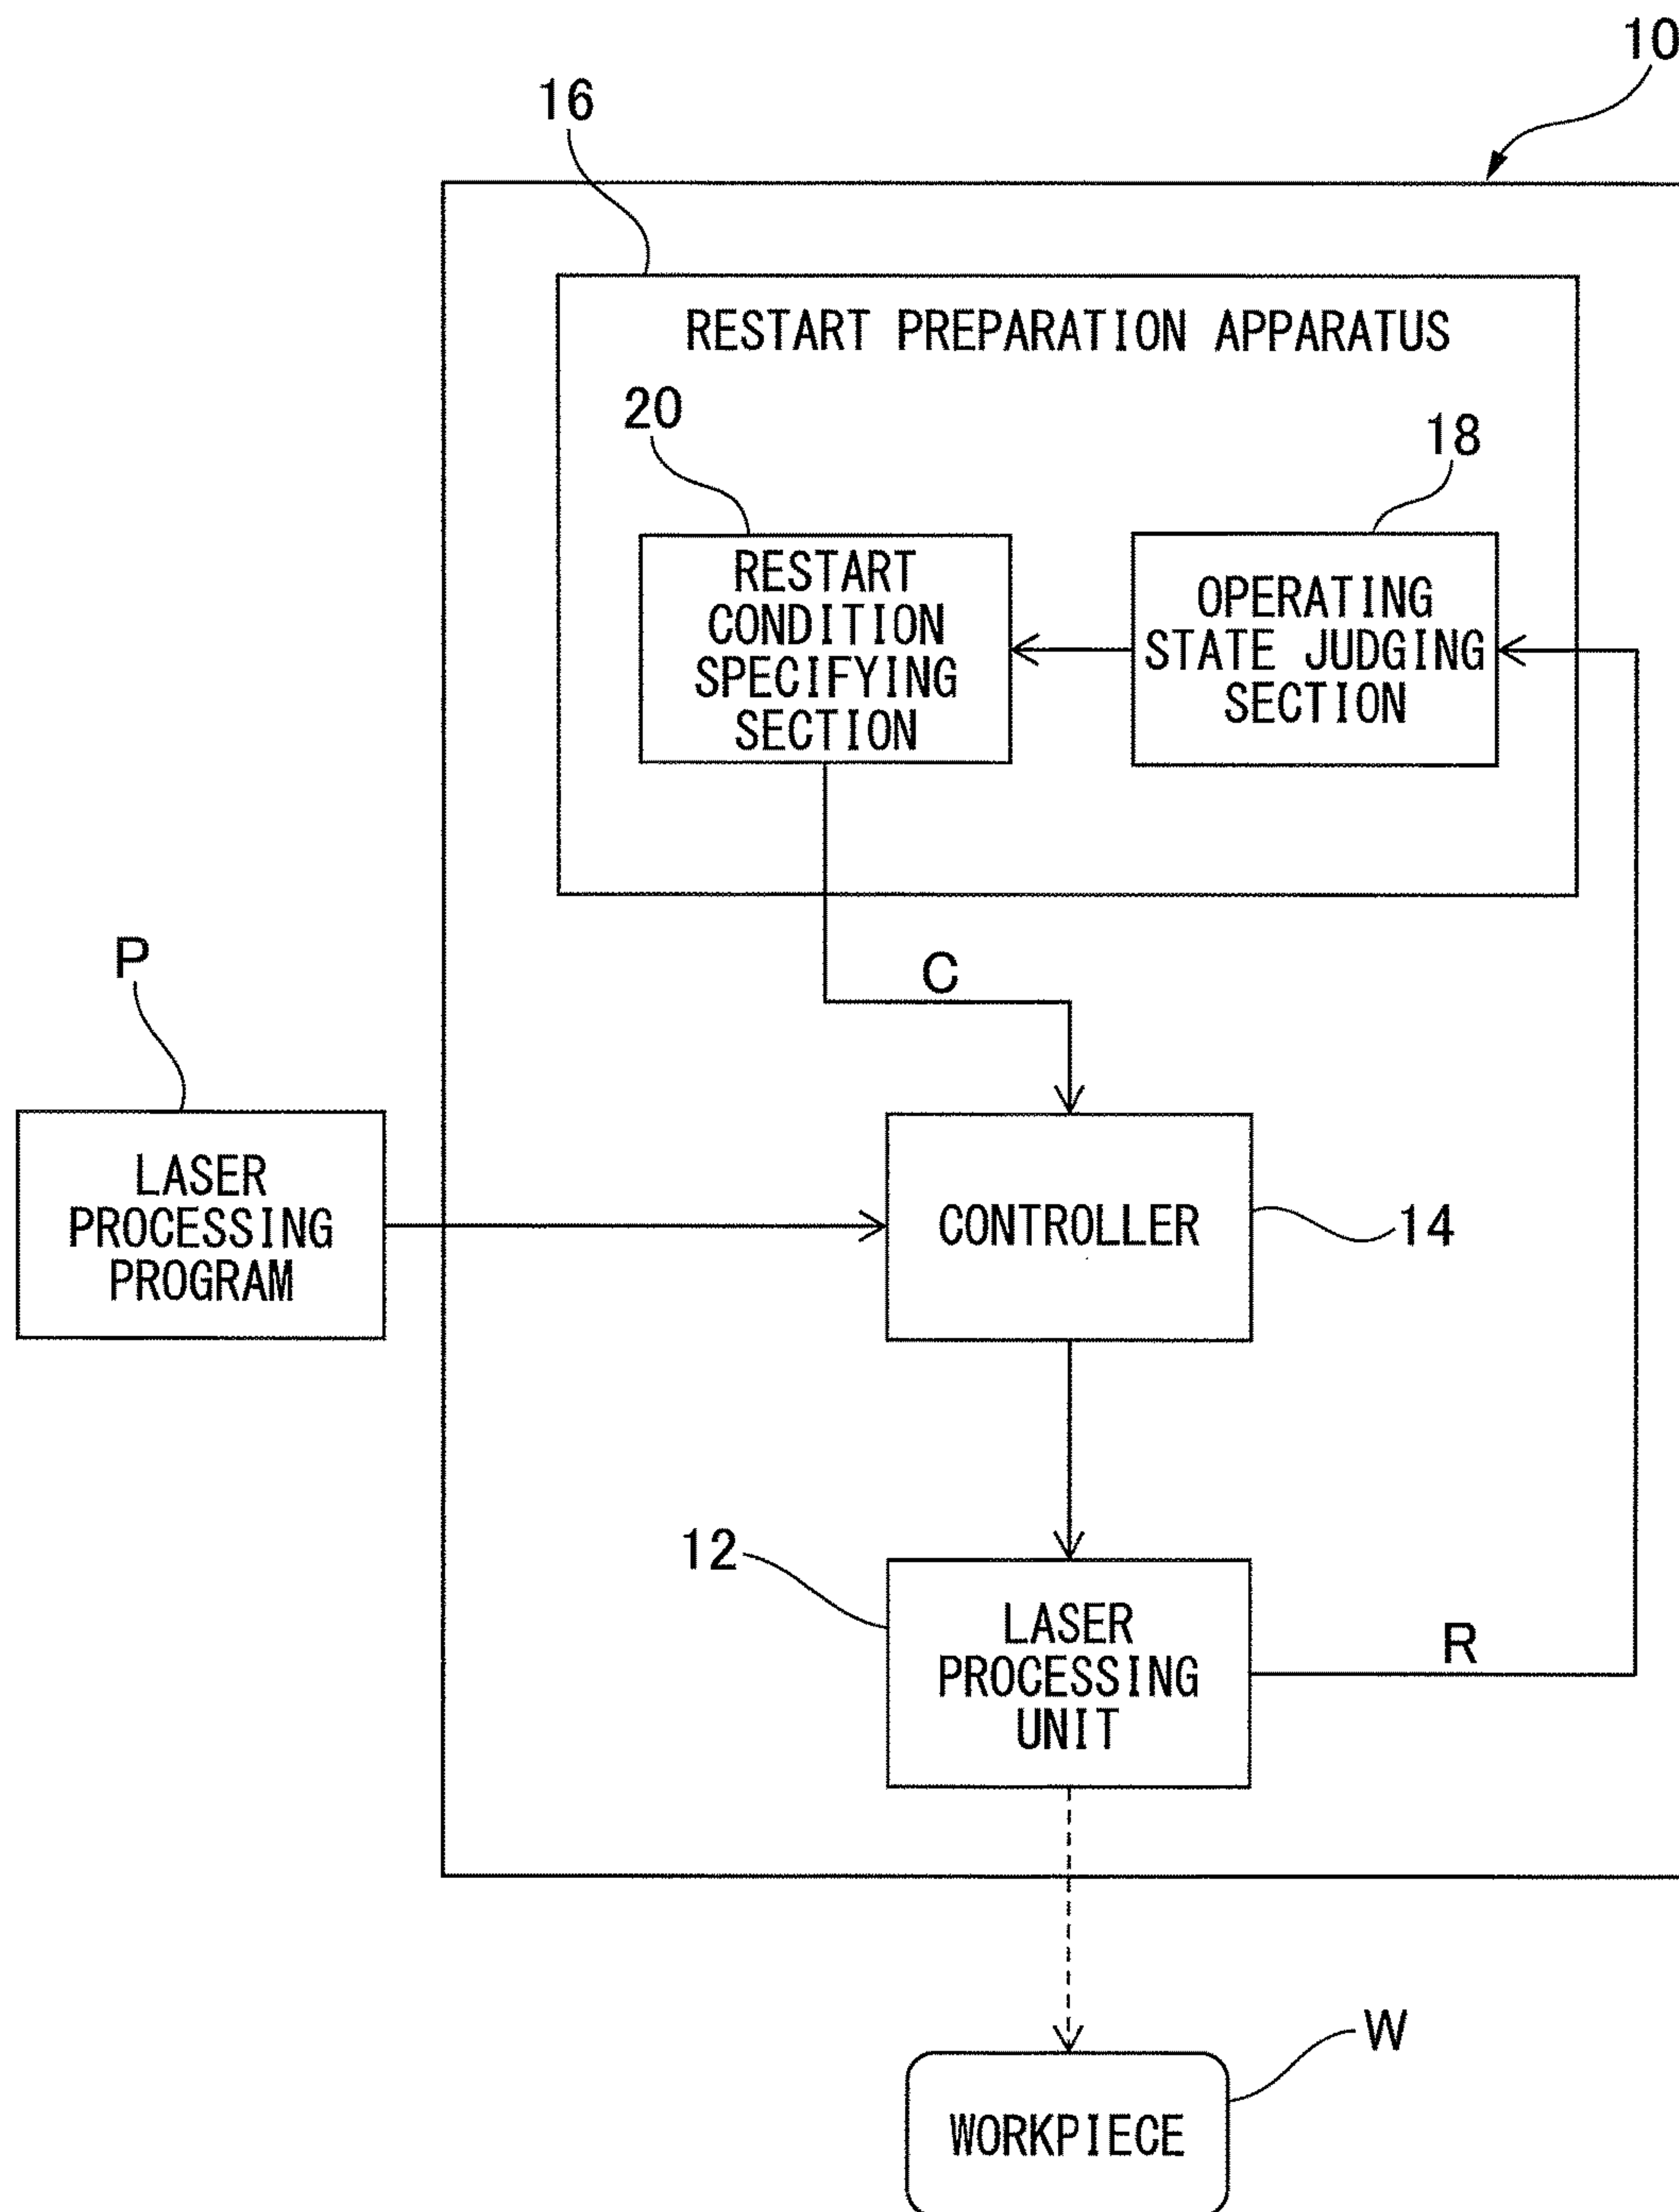 10
16
RESTART PREPARATION APPARATUS
20
18
RESTART
CONDITION
SPECIFYING
SECTION
OPERATING
STATE JUDGING
SECTION
C
P
LASER
PROCESSING
PROGRAM
CONTROLLER
14
12
LASER
PROCESSING
UNIT
R
W
WORKPIECE